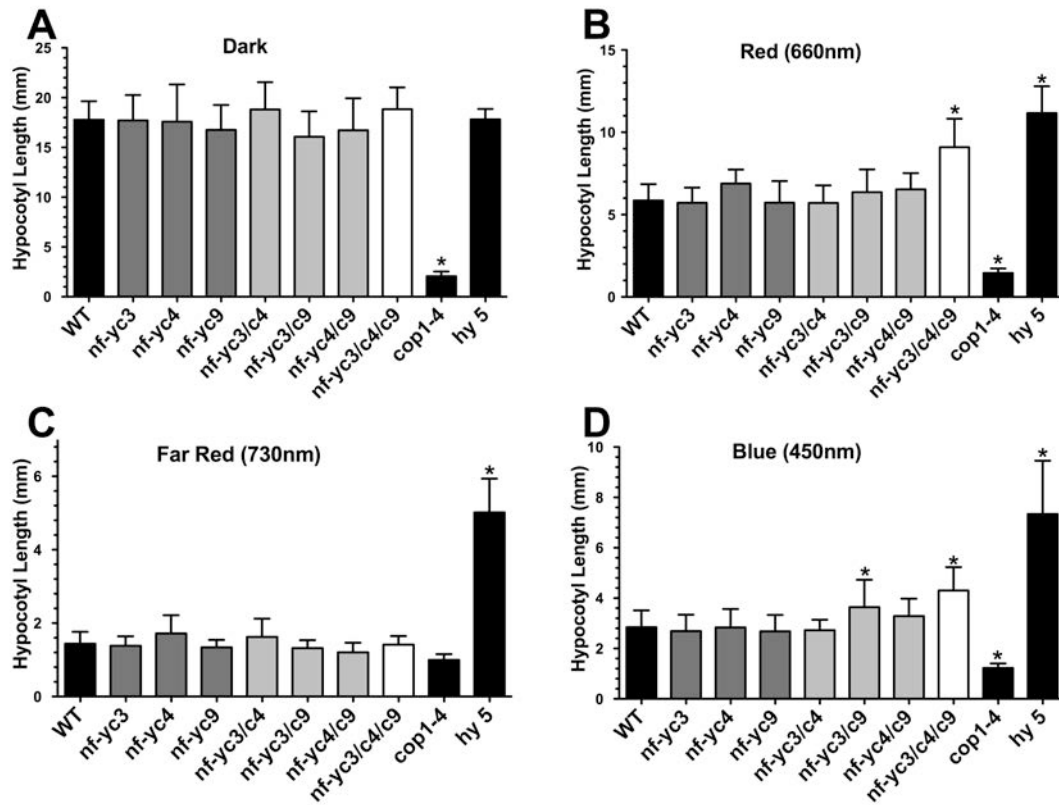 A
Dark
Hypocotyl Length (mm)
25
20
15
10
5
0
*
WT
nf-yc3
nf-yc4
nf-yc9
nf-yc3/c4
nf-yc3/c9
nf-yc4/c9
nf-yc3/c4/c9
cop1-4
hy 5
B
Red (660nm)
Hypocotyl Length (mm)
15
10
5
0
*
*
*
WT
nf-yc3
nf-yc4
nf-yc9
nf-yc3/c4
nf-yc3/c9
nf-yc4/c9
nf-yc3/c4/c9
cop1-4
hy 5
C
Far Red (730nm)
Hypocotyl Length (mm)
6
4
2
0
*
WT
nf-yc3
nf-yc4
nf-yc9
nf-yc3/c4
nf-yc3/c9
nf-yc4/c9
nf-yc3/c4/c9
cop1-4
hy 5
D
Blue (450nm)
Hypocotyl Length (mm)
10
8
6
4
2
0
*
*
*
*
WT
nf-yc3
nf-yc4
nf-yc9
nf-yc3/c4
nf-yc3/c9
nf-yc4/c9
nf-yc3/c4/c9
cop1-4
hy 5